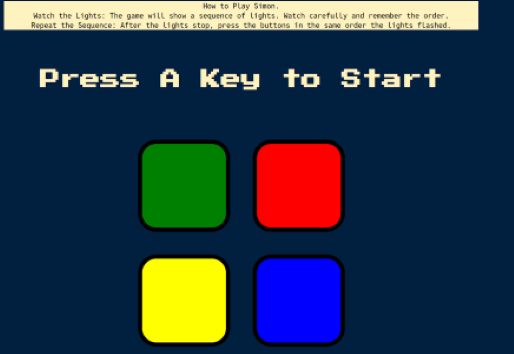 How to Play Simon.
Watch the Lights: The game will show a sequence of lights. Watch carefully and remember the order.
Repeat the Sequence: After the lights stop, press the buttons in the same order the lights flashed.
Press A Key to Start